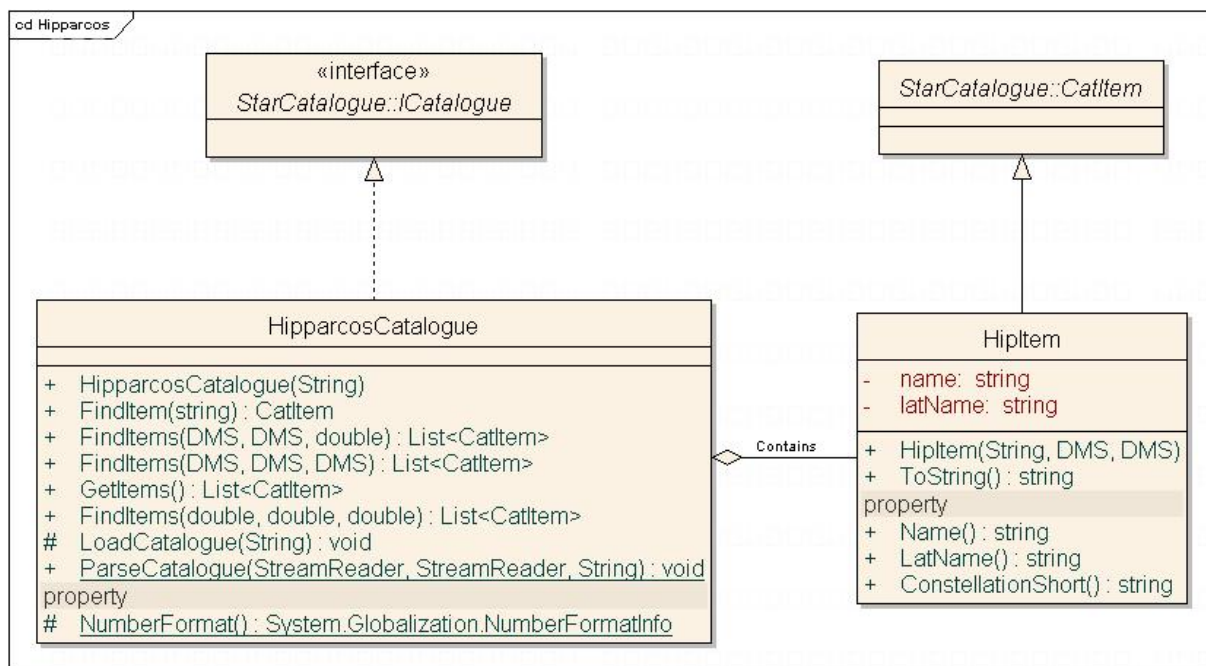 cd Hipparcos
«interface»
StarCatalogue::ICatalogue
StarCatalogue::CatItem
HipparcosCatalogue
+ HipparcosCatalogue(String)
+ FindItem(string) : CatItem
+ FindItems(DMS, DMS, double) : List<CatItem>
+ FindItems(DMS, DMS, DMS) : List<CatItem>
+ GetItems() : List<CatItem>
+ FindItems(double, double, double) : List<CatItem>
# LoadCatalogue(String) : void
+ ParseCatalogue(StreamReader, StreamReader, String) : void
property
# NumberFormat() : System.Globalization.NumberFormatInfo
Contains
HipItem
- name: string
- latName: string
+ HipItem(String, DMS, DMS)
+ ToString() : string
property
+ Name() : string
+ LatName() : string
+ ConstellationShort() : string